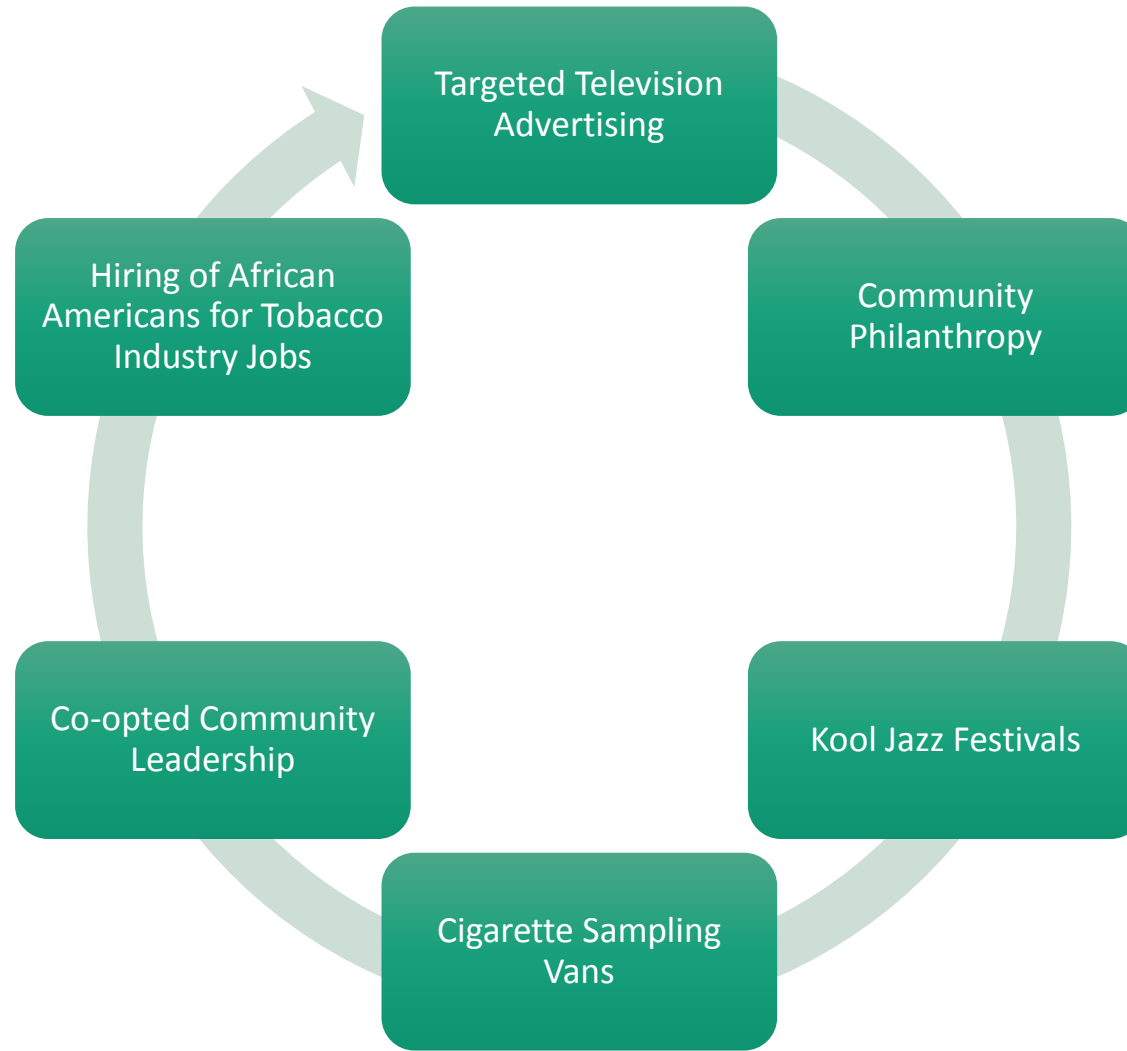 Targeted Television
Advertising
Community
Philanthropy
Kool Jazz Festivals
Cigarette Sampling
Vans
Co-opted Community
Leadership
Hiring of African
Americans for Tobacco
Industry Jobs